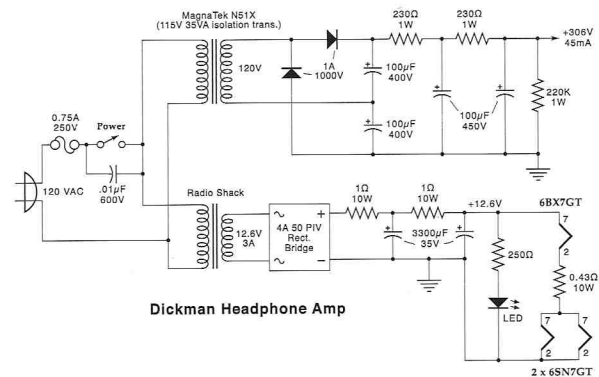 MagnaTek N51X
(115V 35VA isolation trans.)
120V
1A
1000V
100µF
400V
100µF
400V
230Ω
1W
230Ω
1W
100µF
450V
+306V
45mA
220K
1W
0.75A
250V
Power
.01µF
600V
120 VAC
Radio Shack
12.6V
3A
~
~
+
−
4A 50 PIV
Rect.
Bridge
1Ω
10W
1Ω
10W
3300µF
35V
+12.6V
250Ω
LED
6BX7GT
7
2
0.43Ω
10W
7
2
7
2
2 x 6SN7GT
Dickman Headphone Amp